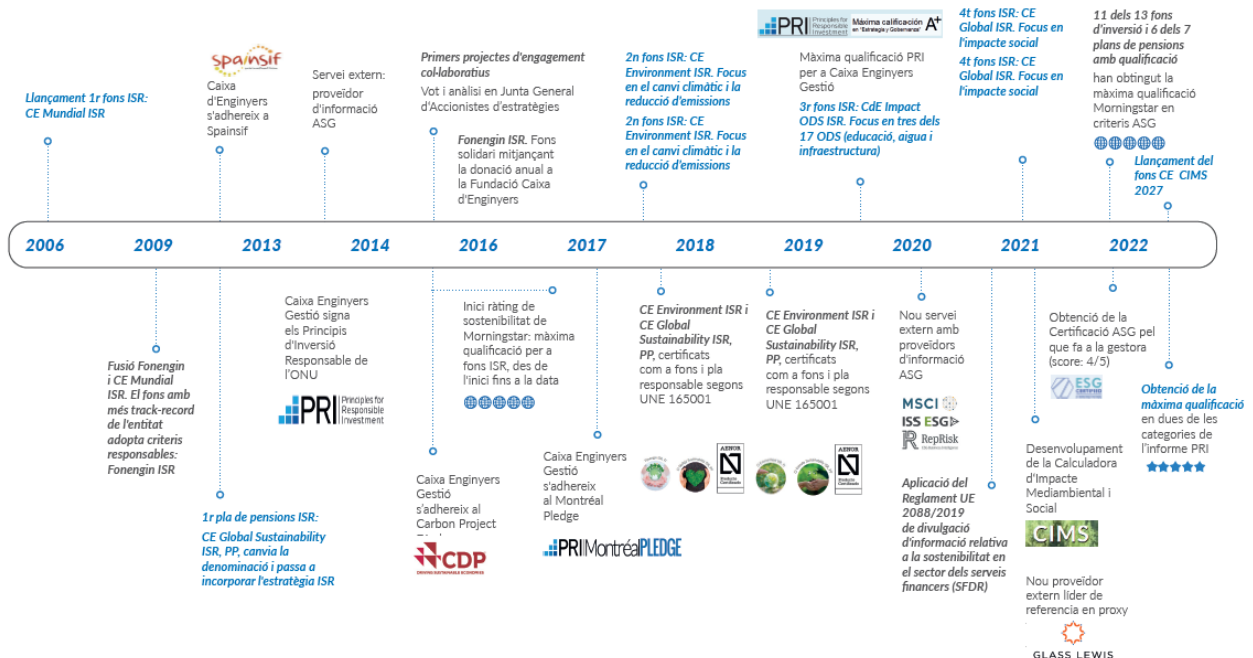 spainsif
Caixa
d'Enginyers
s'adhereix a
Spainsif
Llançament 1r fons ISR:
CE Mundial ISR
Servei extern:
proveïdor
d'informació
ASG
Primers projectes d'engagement
col·laboratius
Vot i anàlisi en Junta General
d'Accionistes d'estratègies
Fonengin ISR. Fons
solidari mitjançant
la donació anual a
la Fundació Caixa
d'Enginyers
2n fons ISR: CE
Environment ISR. Focus
en el canvi climàtic i la
reducció d'emissions
2n fons ISR: CE
Environment ISR. Focus
en el canvi climàtic i la
reducció d'emissions
PRI Principles for
Responsible
Investment
Máxima calificación
en "Estrategia y Gobernanza" A+
Màxima qualificació PRI
per a Caixa Enginyers
Gestió
3r fons ISR: CdE Impact
ODS ISR. Focus en tres dels
17 ODS (educació, aigua i
infraestructura)
4t fons ISR: CE
Global ISR. Focus en
l'impacte social
4t fons ISR: CE
Global ISR. Focus en
l'impacte social
11 dels 13 fons
d'inversió i 6 dels 7
plans de pensions
amb qualificació
han obtingut la
màxima qualificació
Morningstar en
criteris ASG
Llançament del
fons CE CIMS
2027
2006 2009 2013 2014 2016 2017 2018 2019 2020 2021 2022
Fusió Fonengin
i CE Mundial
ISR. El fons amb
més track-record
de l'entitat
adopta criteris
responsables:
Fonengin ISR
1r pla de pensions ISR:
CE Global Sustainability
ISR, PP, canvia la
denominació i passa a
incorporar l'estratègia ISR
Caixa Enginyers
Gestió signa
els Principis
d'Inversió
Responsable de
l'ONU
PRI Principles for
Responsible
Investment
Inici ràting de
sostenibilitat de
Morningstar: màxima
qualificació per a
fons ISR, des de
l'inici fins a la data
Caixa Enginyers
Gestió
s'adhereix al
Carbon Project
CDP
DRIVING SUSTAINABLE ECONOMIES
Caixa Enginyers
Gestió
s'adhereix
al Montréal
Pledge
PRI MontréalPLEDGE
CE Environment ISR i
CE Global
Sustainability ISR,
PP, certificats
com a fons i pla
responsable segons
UNE 165001
AENOR
Producto
Certificado
CE Environment ISR i
CE Global
Sustainability ISR,
PP, certificats
com a fons i pla
responsable segons
UNE 165001
AENOR
Producto
Certificado
Nou servei
extern amb
proveïdors
d'informació
ASG
MSCI
ISS ESG
RepRisk
Aplicació del
Reglament UE
2088/2019
de divulgació
d'informació relativa
a la sostenibilitat en
el sector dels serveis
financers (SFDR)
Obtenció de la
Certificació ASG pel
que fa a la gestora
(score: 4/5)
ESG
CERTIFIED
Desenvolupament
de la Calculadora
d'Impacte
Mediambiental i
Social
CIMS
Nou proveïdor
extern líder de
referencia en proxy
GLASS LEWIS
Obtenció de la
màxima qualificació
en dues de les
categories de
l'informe PRI